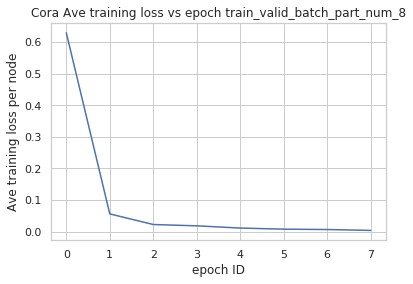 Cora Ave training loss vs epoch train_valid_batch_part_num_8
Ave training loss per node
0.6
0.5
0.4
0.3
0.2
0.1
0.0
0 1 2 3 4 5 6 7
epoch ID